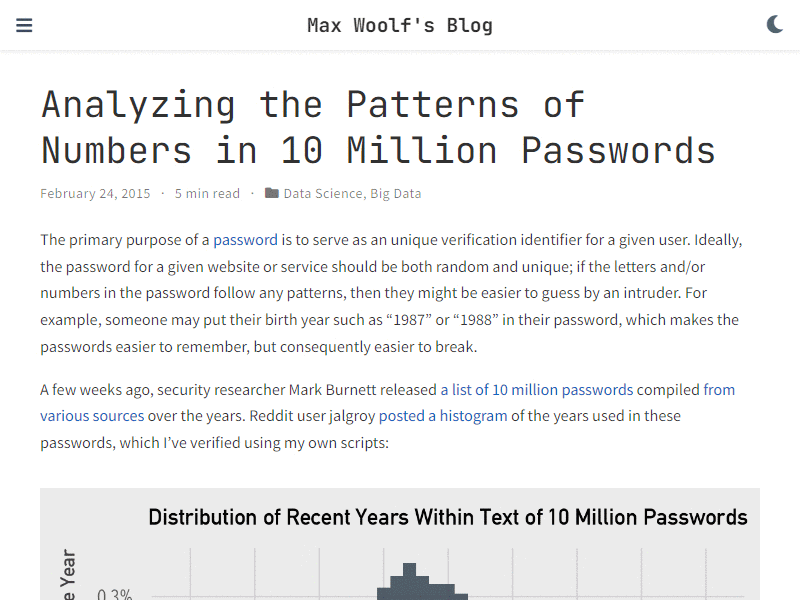 Max Woolf's Blog
Analyzing the Patterns of
Numbers in 10 Million Passwords
February 24, 2015 · 5 min read · Data Science, Big Data
The primary purpose of a password is to serve as an unique verification identifier for a given user. Ideally,
the password for a given website or service should be both random and unique; if the letters and/or
numbers in the password follow any patterns, then they might be easier to guess by an intruder. For
example, someone may put their birth year such as “1987” or “1988” in their password, which makes the
passwords easier to remember, but consequently easier to break.
A few weeks ago, security researcher Mark Burnett released a list of 10 million passwords compiled from
various sources over the years. Reddit user jalgroy posted a histogram of the years used in these
passwords, which I’ve verified using my own scripts:
Distribution of Recent Years Within Text of 10 Million Passwords
Year
0.3%